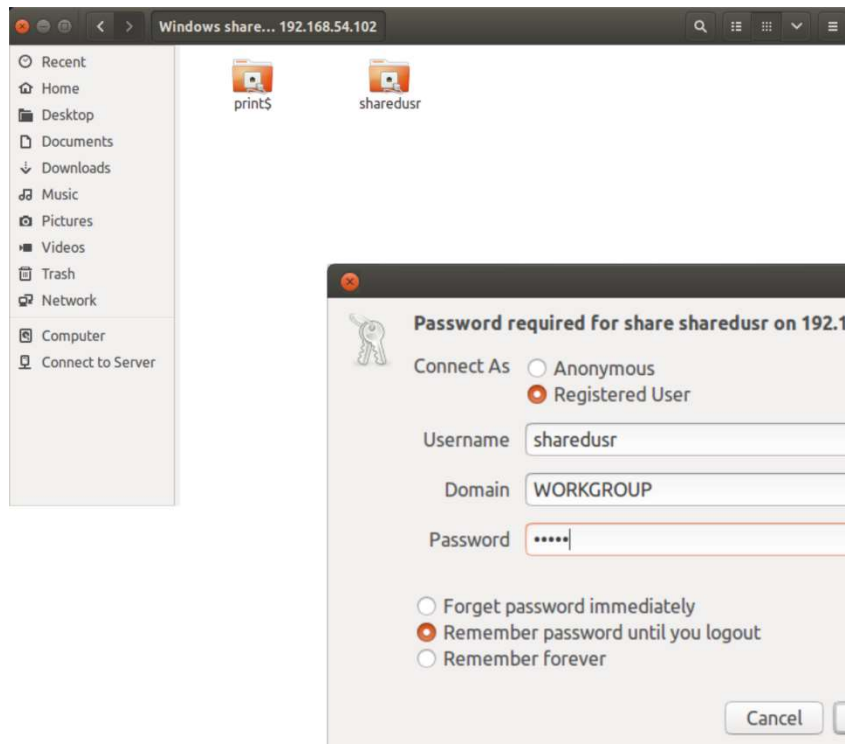 Windows share... 192.168.54.102
Recent
Home
Desktop
Documents
Downloads
Music
Pictures
Videos
Trash
Network
Computer
Connect to Server
print$ sharedusr
Password required for share sharedusr on 192.1
Connect As Anonymous
Registered User
Username sharedusr
Domain WORKGROUP
Password •••••
Forget password immediately
Remember password until you logout
Remember forever
Cancel